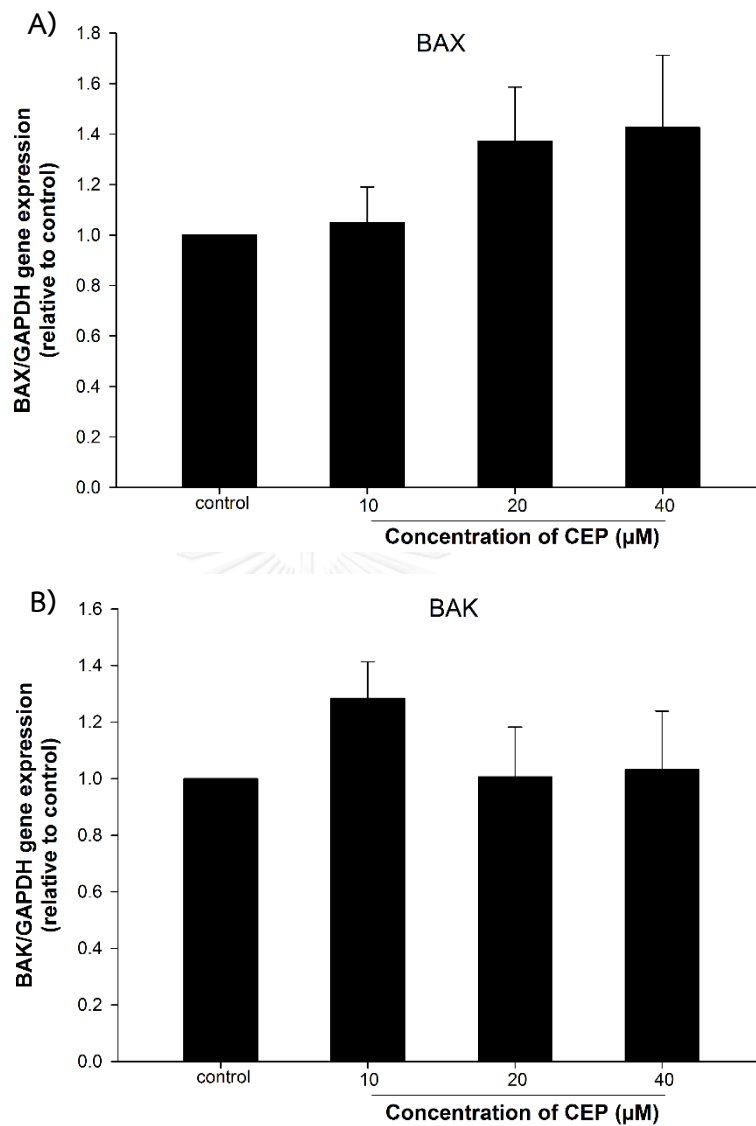 A)
BAX
BAX/GAPDH gene expression
(relative to control)
1.8
1.6
1.4
1.2
1.0
0.8
0.6
0.4
0.2
0.0
control 10 20 40
Concentration of CEP (µM)
B)
BAK
BAK/GAPDH gene expression
(relative to control)
1.6
1.4
1.2
1.0
0.8
0.6
0.4
0.2
0.0
control 10 20 40
Concentration of CEP (µM)